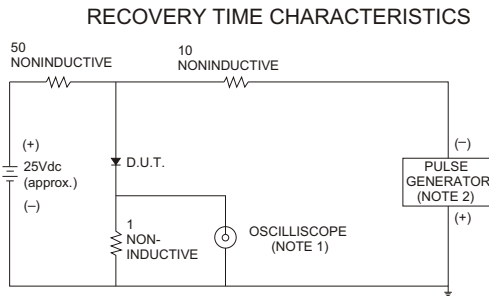 RECOVERY TIME CHARACTERISTICS
50
NONINDUCTIVE
10
NONINDUCTIVE
(+)
25Vdc
(approx.)
(–)
D.U.T.
1
NON-
INDUCTIVE
OSCILLISCOPE
(NOTE 1)
(–)
PULSE
GENERATOR
(NOTE 2)
(+)